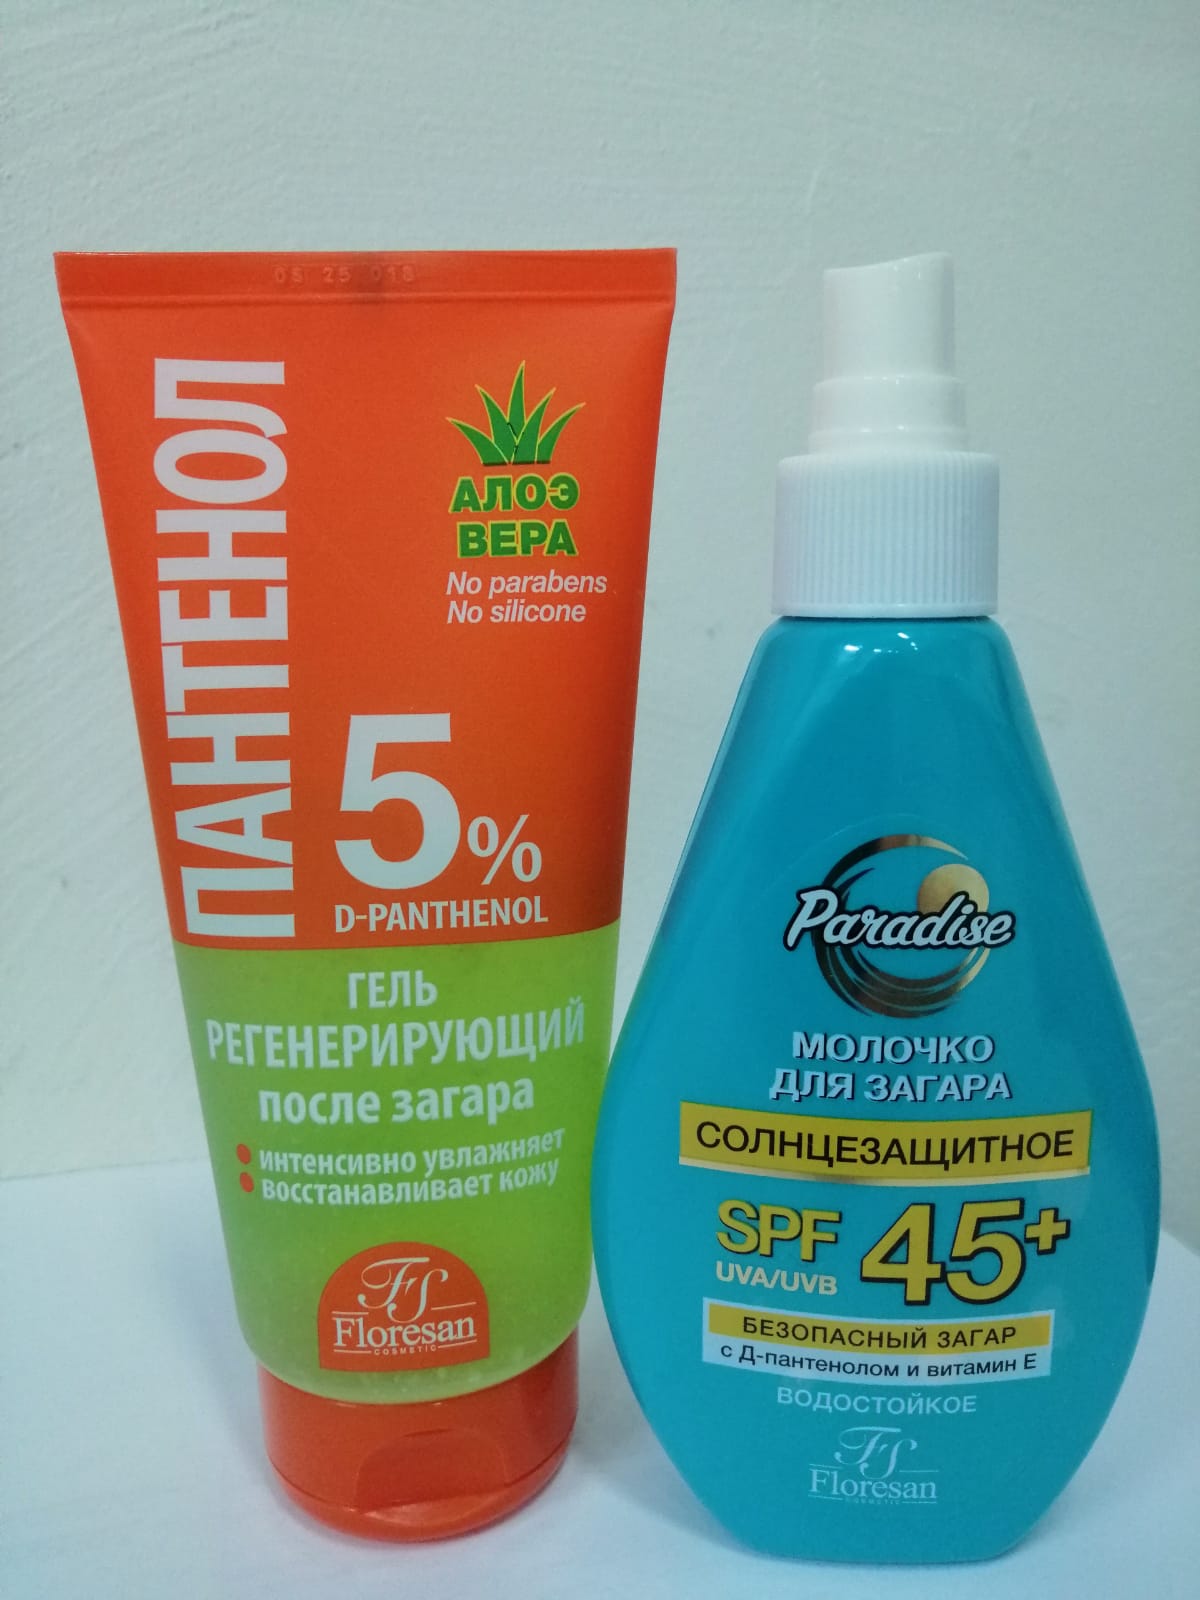 08 25 018
ПАНТЕНОЛ
АЛОЭ
ВЕРА
No parabens
No silicone
5%
D-PANTHENOL
ГЕЛЬ
РЕГЕНЕРИРУЮЩИЙ
после загара
интенсивно увлажняет
восстанавливает кожу
FS
Floresan
COSMETIC
Paradise
МОЛОЧКО
ДЛЯ ЗАГАРА
СОЛНЦЕЗАЩИТНОЕ
SPF 45+
UVA/UVB
БЕЗОПАСНЫЙ ЗАГАР
с Д-пантенолом и витамин Е
ВОДОСТОЙКОЕ
FS
Floresan
COSMETIC